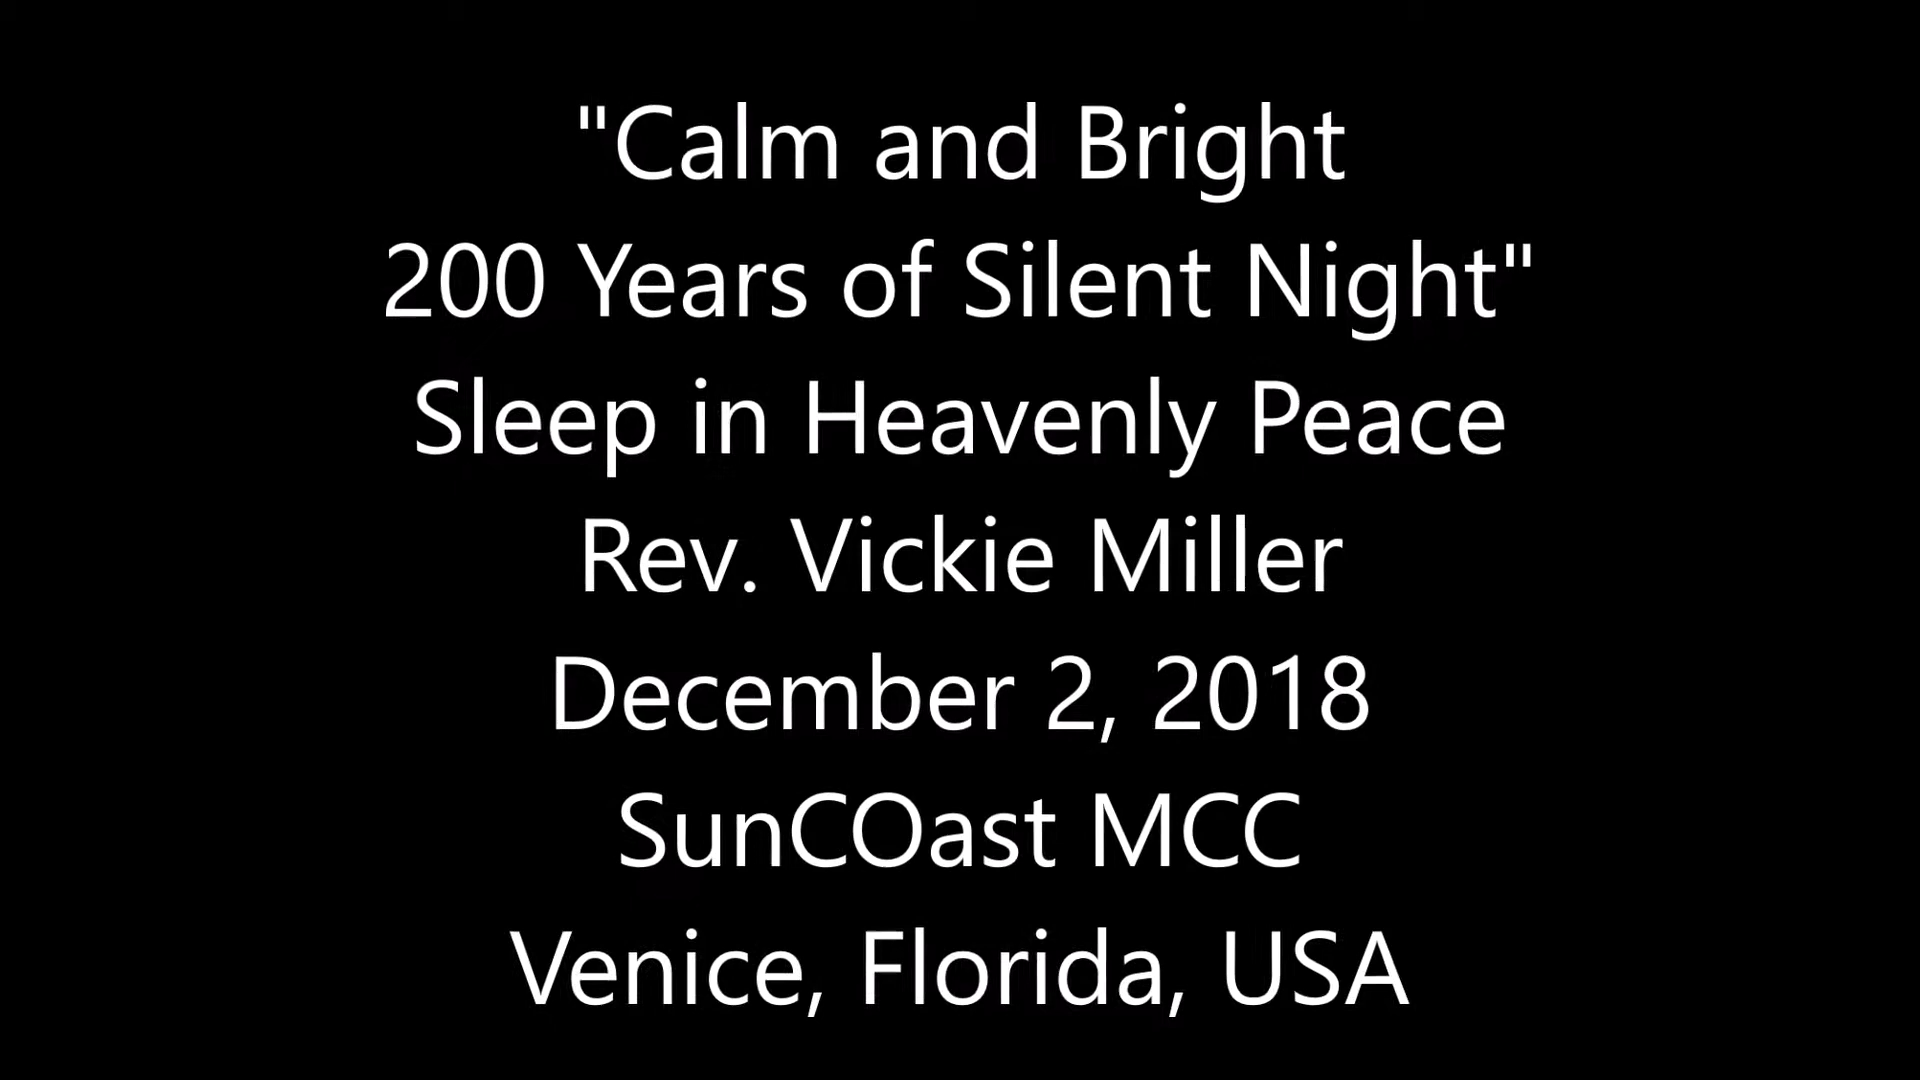 "Calm and Bright
200 Years of Silent Night"
Sleep in Heavenly Peace
Rev. Vickie Miller
December 2, 2018
SunCOast MCC
Venice, Florida, USA